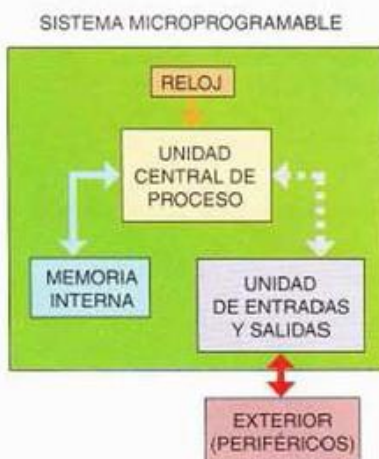 SISTEMA MICROPROGRAMABLE
RELOJ
UNIDAD
CENTRAL DE
PROCESO
MEMORIA
INTERNA
UNIDAD
DE ENTRADAS
Y SALIDAS
EXTERIOR
(PERIFÉRICOS)